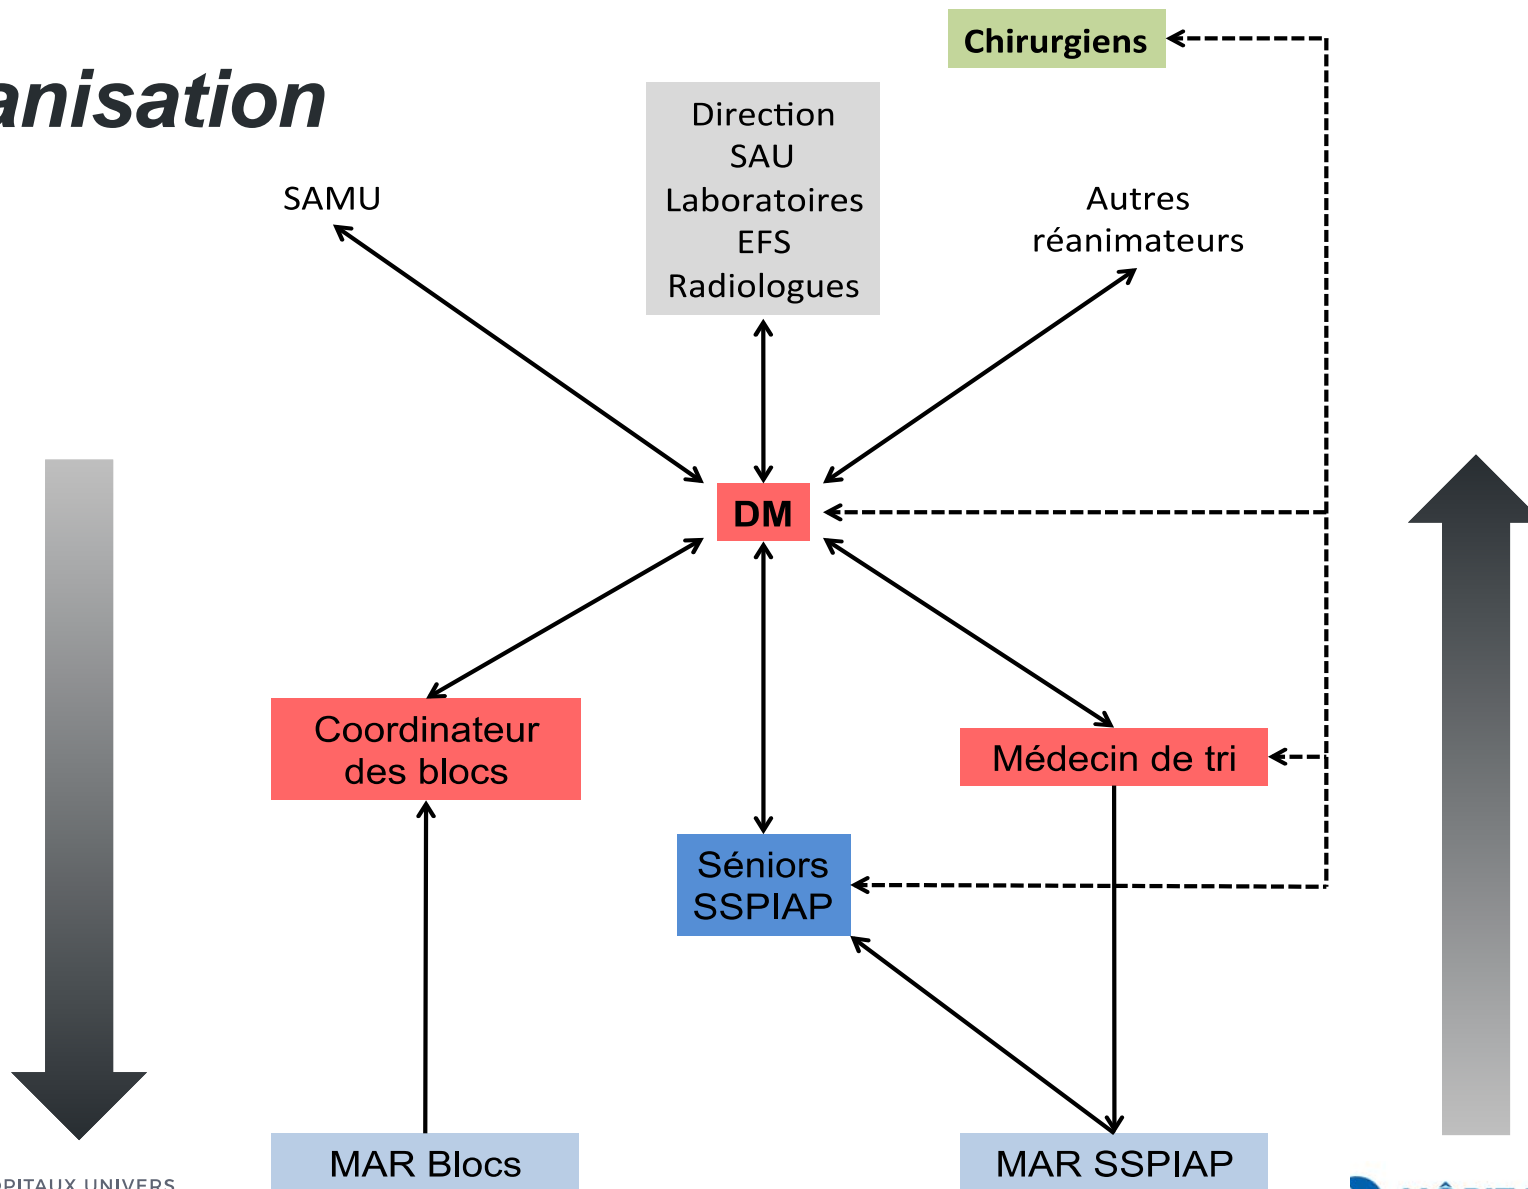 anisation
Chirurgiens
Direction
SAU
Laboratoires
EFS
Radiologues
SAMU
Autres
réanimateurs
DM
Coordinateur
des blocs
Médecin de tri
Séniors
SSPIAP
MAR Blocs
MAR SSPIAP